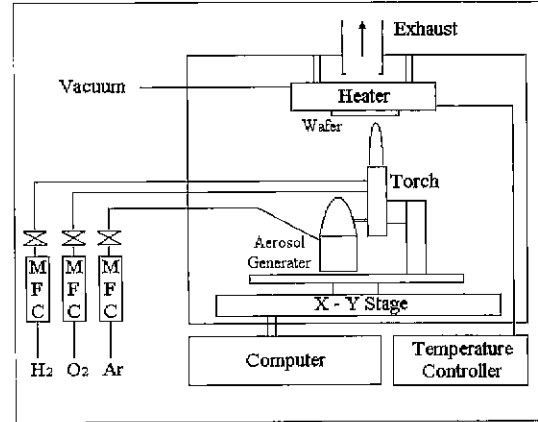 Exhaust
Vacuum
Heater
Wafer
Torch
Aerosol
Generater
M M M
F F F
C C C
X - Y Stage
H2 O2 Ar
Computer
Temperature
Controller